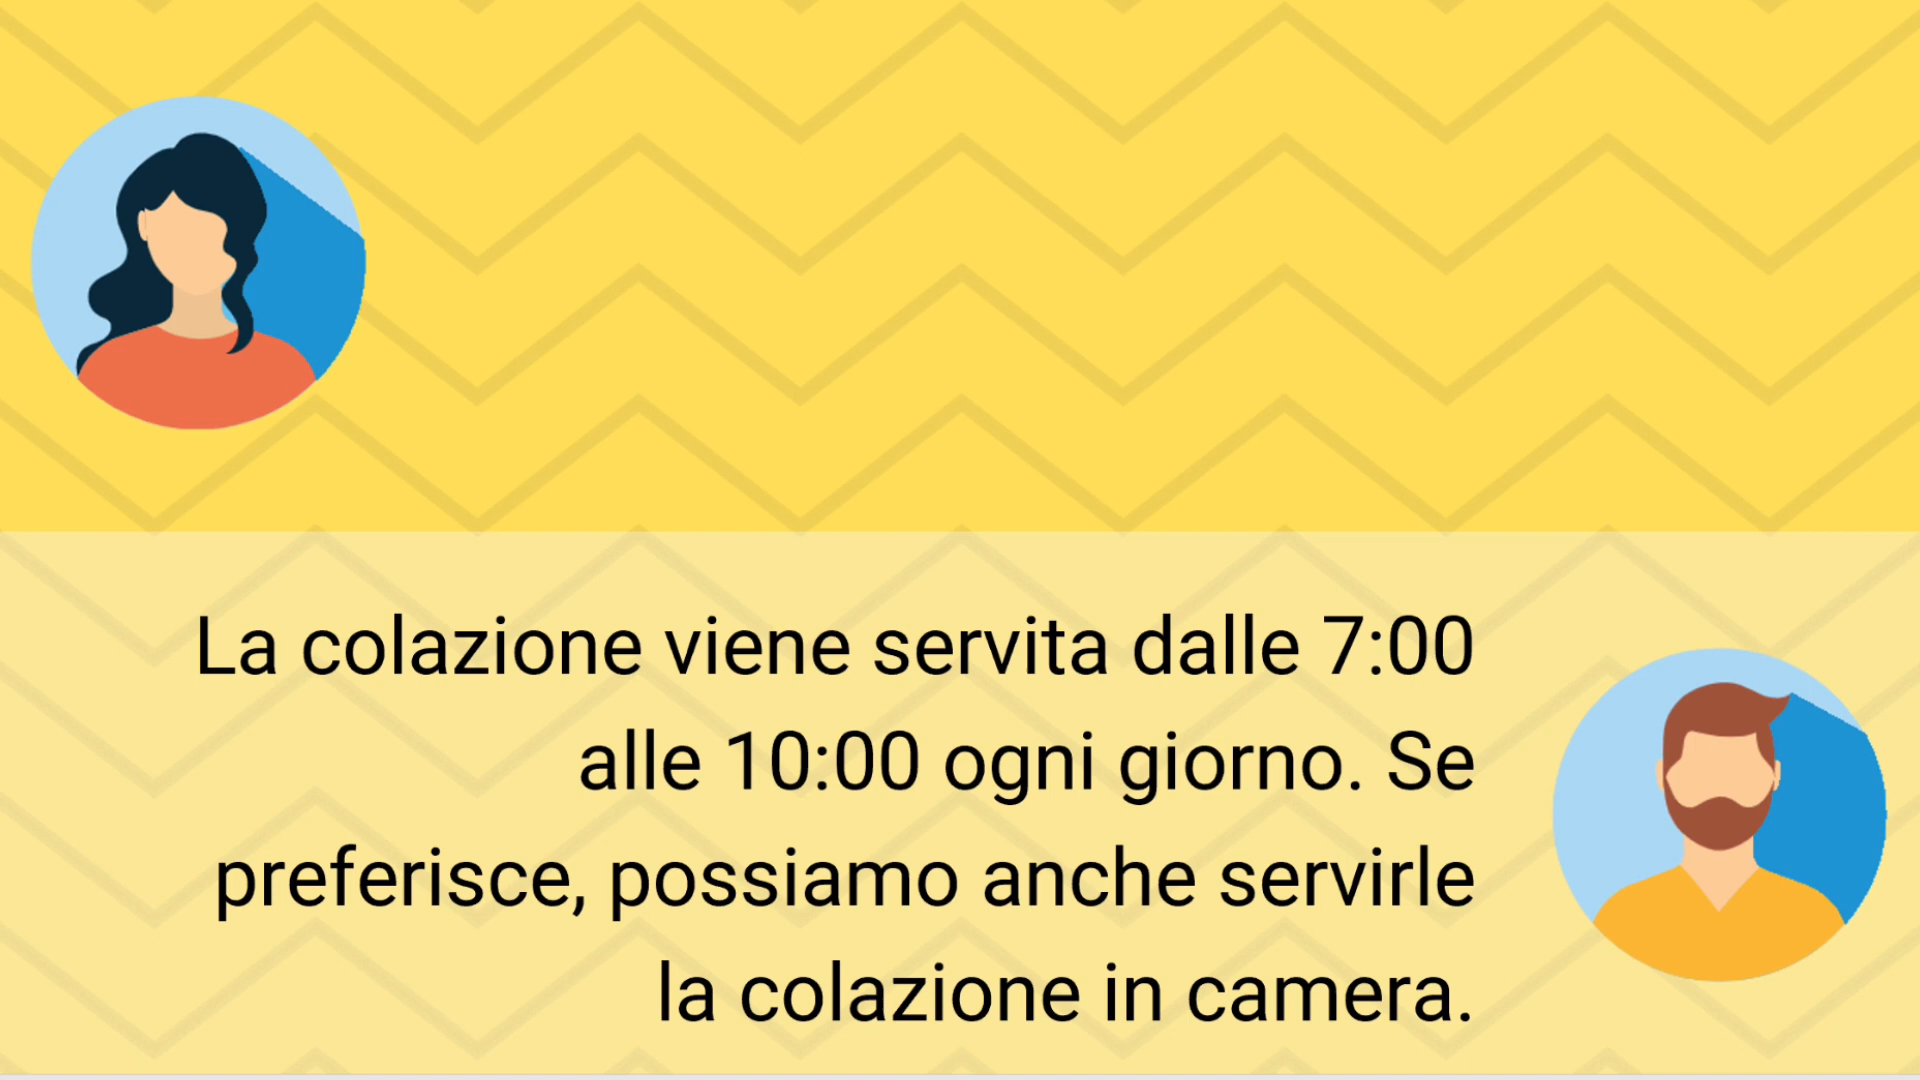 La colazione viene servita dalle 7:00
alle 10:00 ogni giorno. Se
preferisce, possiamo anche servirle
la colazione in camera.